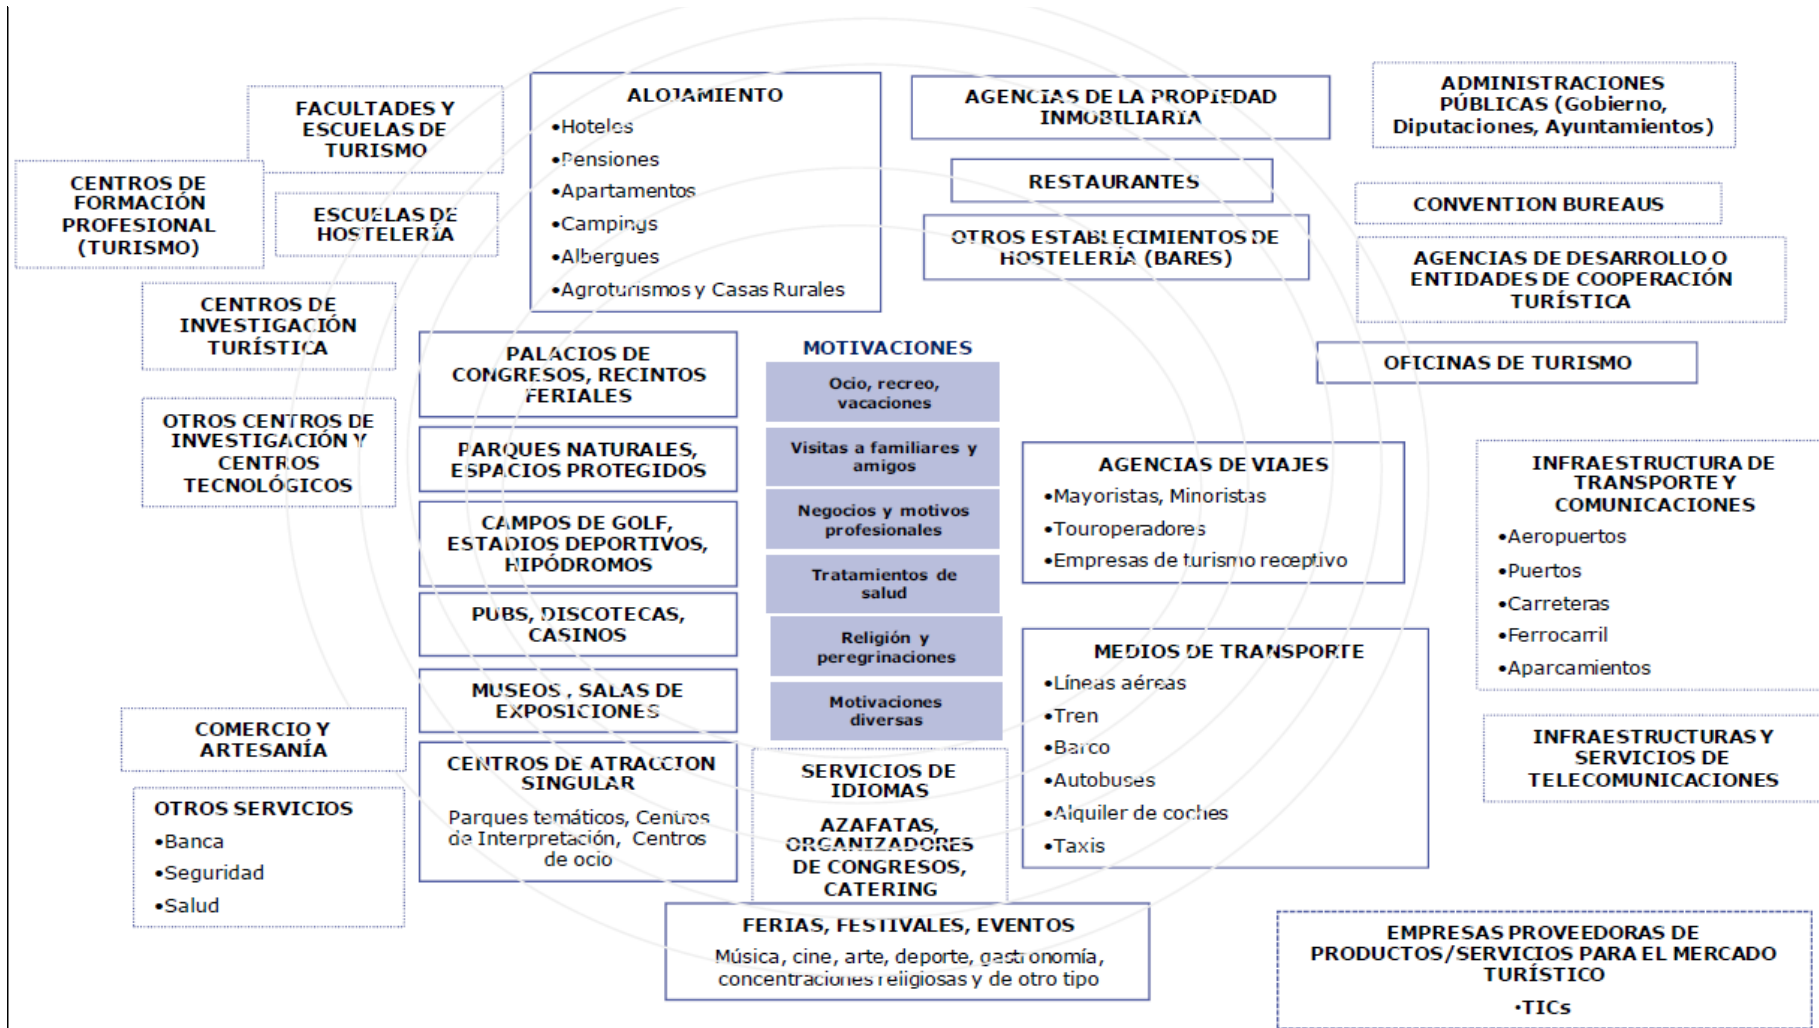 FACULTADES Y
ESCUELAS DE
TURISMO
CENTROS DE
FORMACIÓN
PROFESIONAL
(TURISMO)
ESCUELAS DE
HOSTELERÍA
CENTROS DE
INVESTIGACIÓN
TURÍSTICA
OTROS CENTROS DE
INVESTIGACIÓN Y
CENTROS
TECNOLÓGICOS
ALOJAMIENTO
•Hoteles
•Pensiones
•Apartamentos
•Campings
•Albergues
•Agroturismos y Casas Rurales
AGENCIAS DE LA PROPIEDAD
INMOBILIARIA
RESTAURANTES
OTROS ESTABLECIMIENTOS DE
HOSTELERÍA (BARES)
ADMINISTRACIONES
PÚBLICAS (Gobierno,
Diputaciones, Ayuntamientos)
CONVENTION BUREAUS
AGENCIAS DE DESARROLLO O
ENTIDADES DE COOPERACIÓN
TURÍSTICA
OFICINAS DE TURISMO
PALACIOS DE
CONGRESOS, RECINTOS
FERIALES
PARQUES NATURALES,
ESPACIOS PROTEGIDOS
CAMPOS DE GOLF,
ESTADIOS DEPORTIVOS,
HIPÓDROMOS
PUBS, DISCOTECAS,
CASINOS
MUSEOS , SALAS DE
EXPOSICIONES
CENTROS DE ATRACCION
SINGULAR
Parques temáticos, Centros
de Interpretación, Centros
de ocio
MOTIVACIONES
Ocio, recreo,
vacaciones
Visitas a familiares y
amigos
Negocios y motivos
profesionales
Tratamientos de
salud
Religión y
peregrinaciones
Motivaciones
diversas
SERVICIOS DE
IDIOMAS
AZAFATAS,
ORGANIZADORES
DE CONGRESOS,
CATERING
AGENCIAS DE VIAJES
•Mayoristas, Minoristas
•Touroperadores
•Empresas de turismo receptivo
MEDIOS DE TRANSPORTE
•Líneas aéreas
•Tren
•Barco
•Autobuses
•Alquiler de coches
•Taxis
INFRAESTRUCTURA DE
TRANSPORTE Y
COMUNICACIONES
•Aeropuertos
•Puertos
•Carreteras
•Ferrocarril
•Aparcamientos
INFRAESTRUCTURAS Y
SERVICIOS DE
TELECOMUNICACIONES
COMERCIO Y
ARTESANÍA
OTROS SERVICIOS
•Banca
•Seguridad
•Salud
FERIAS, FESTIVALES, EVENTOS
Música, cine, arte, deporte, gastronomía,
concentraciones religiosas y de otro tipo
EMPRESAS PROVEEDORAS DE
PRODUCTOS/SERVICIOS PARA EL MERCADO
TURÍSTICO
•TICs